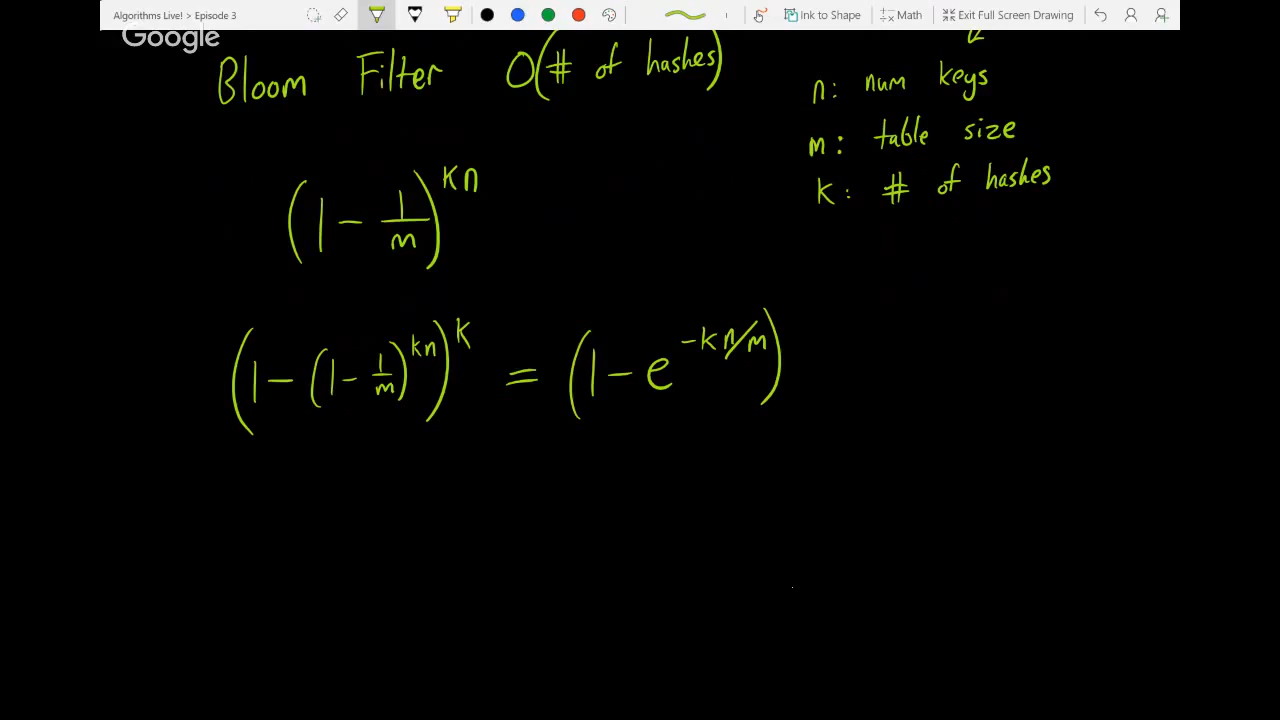 Algorithms Live! > Episode 3 Ink to Shape Math Exit Full Screen Drawing
Google
Bloom Filter O(# of hashes)
n: num keys
m: table size
k: # of hashes
(1 - 1/m)^kn
(1 - (1 - 1/m)^kn)^k = (1 - e^-kn/m)